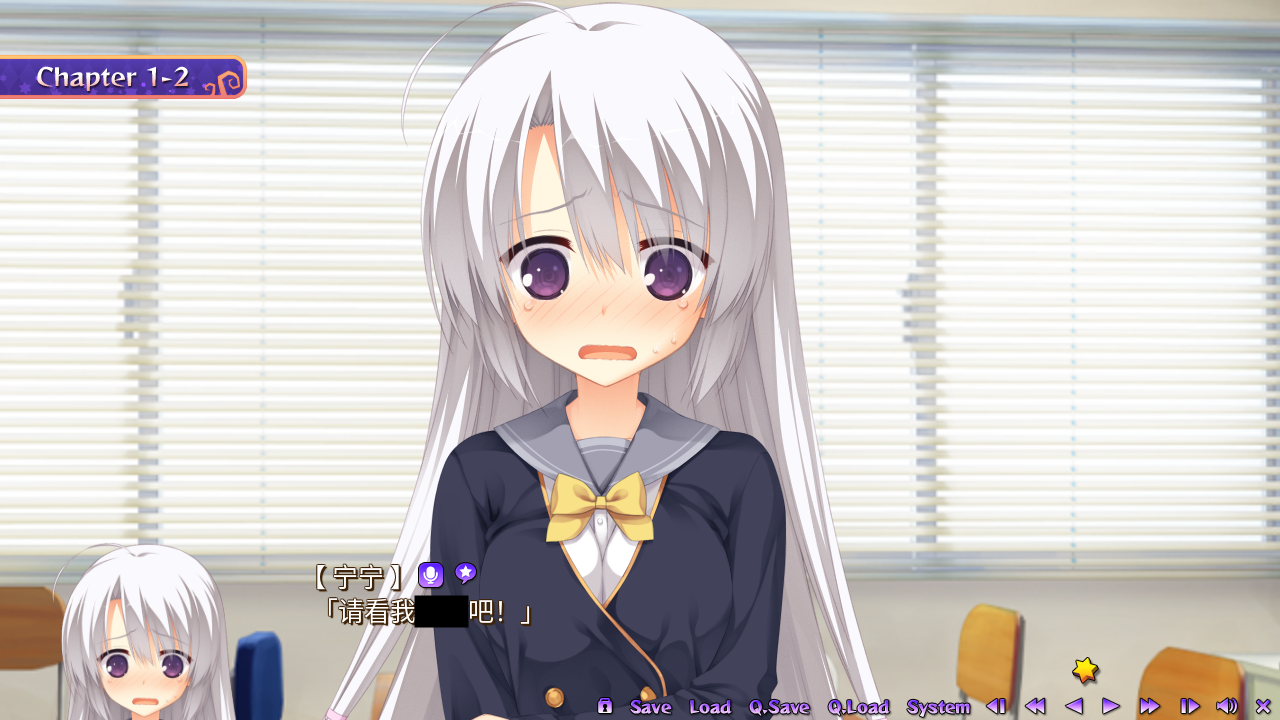 Chapter 1-2
【宁宁】
「请看我吧！」
Save Load Q.Save Q.Load System